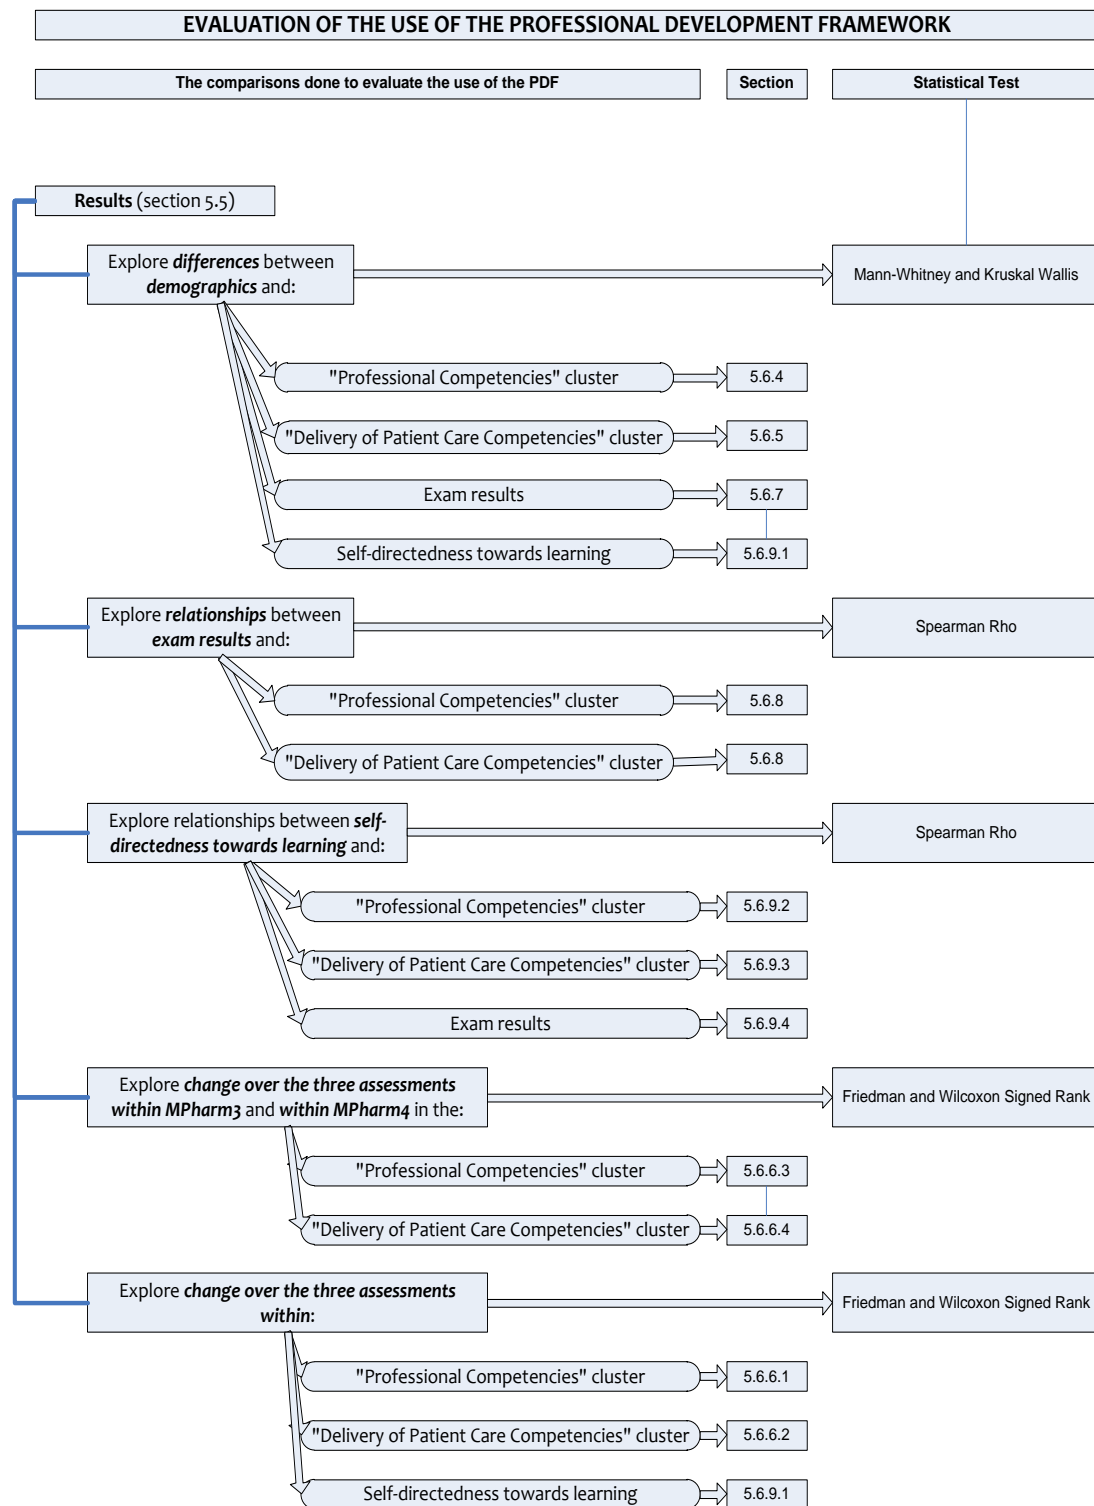 EVALUATION OF THE USE OF THE PROFESSIONAL DEVELOPMENT FRAMEWORK
The comparisons done to evaluate the use of the PDF
Section
Statistical Test
Results (section 5.5)
Explore differences between
demographics and:
Mann-Whitney and Kruskal Wallis
"Professional Competencies" cluster
5.6.4
"Delivery of Patient Care Competencies" cluster
5.6.5
Exam results
5.6.7
Self-directedness towards learning
5.6.9.1
Explore relationships between
exam results and:
Spearman Rho
"Professional Competencies" cluster
5.6.8
"Delivery of Patient Care Competencies" cluster
5.6.8
Explore relationships between self-
directedness towards learning and:
Spearman Rho
"Professional Competencies" cluster
5.6.9.2
"Delivery of Patient Care Competencies" cluster
5.6.9.3
Exam results
5.6.9.4
Explore change over the three assessments
within MPharm3 and within MPharm4 in the:
Friedman and Wilcoxon Signed Rank
"Professional Competencies" cluster
5.6.6.3
"Delivery of Patient Care Competencies" cluster
5.6.6.4
Explore change over the three assessments
within:
Friedman and Wilcoxon Signed Rank
"Professional Competencies" cluster
5.6.6.1
"Delivery of Patient Care Competencies" cluster
5.6.6.2
Self-directedness towards learning
5.6.9.1